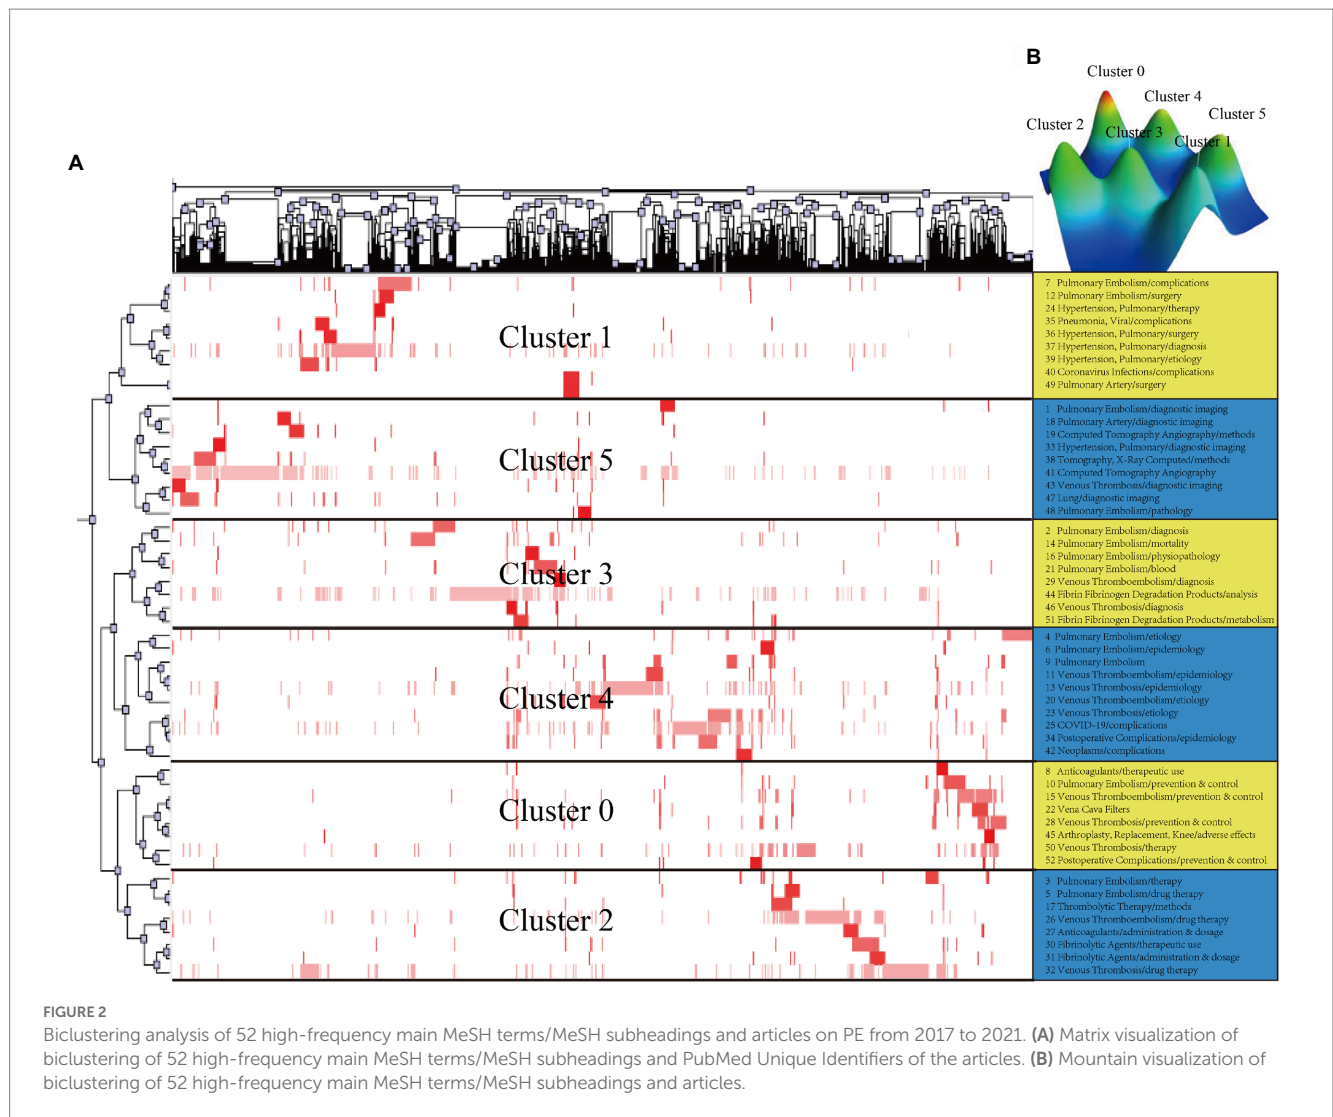 B
Cluster 0
Cluster 4
Cluster 5
Cluster 2
Cluster 3
Cluster 1
A
Cluster 1
7 Pulmonary Embolism/complications
12 Pulmonary Embolism/surgery
24 Hypertension, Pulmonary/therapy
35 Pneumonia, Viral/complications
36 Hypertension, Pulmonary/surgery
37 Hypertension, Pulmonary/diagnosis
39 Hypertension, Pulmonary/etiology
40 Coronavirus Infections/complications
49 Pulmonary Artery/surgery
Cluster 5
1 Pulmonary Embolism/diagnostic imaging
18 Pulmonary Artery/diagnostic imaging
19 Computed Tomography Angiography/methods
33 Hypertension, Pulmonary/diagnostic imaging
38 Tomography, X-Ray Computed/methods
41 Computed Tomography Angiography
43 Venous Thrombosis/diagnostic imaging
47 Lung/diagnostic imaging
48 Pulmonary Embolism/pathology
Cluster 3
2 Pulmonary Embolism/diagnosis
14 Pulmonary Embolism/mortality
16 Pulmonary Embolism/physiopathology
21 Pulmonary Embolism/blood
29 Venous Thromboembolism/diagnosis
44 Fibrin Fibrinogen Degradation Products/analysis
46 Venous Thrombosis/diagnosis
51 Fibrin Fibrinogen Degradation Products/metabolism
Cluster 4
4 Pulmonary Embolism/etiology
6 Pulmonary Embolism/epidemiology
9 Pulmonary Embolism
11 Venous Thromboembolism/epidemiology
13 Venous Thrombosis/epidemiology
20 Venous Thromboembolism/etiology
23 Venous Thrombosis/etiology
25 COVID-19/complications
34 Postoperative Complications/epidemiology
42 Neoplasms/complications
Cluster 0
8 Anticoagulants/therapeutic use
10 Pulmonary Embolism/prevention & control
15 Venous Thromboembolism/prevention & control
22 Vena Cava Filters
28 Venous Thrombosis/prevention & control
45 Arthroplasty, Replacement, Knee/adverse effects
50 Venous Thrombosis/therapy
52 Postoperative Complications/prevention & control
Cluster 2
3 Pulmonary Embolism/therapy
5 Pulmonary Embolism/drug therapy
17 Thrombolytic Therapy/methods
26 Venous Thromboembolism/drug therapy
27 Anticoagulants/administration & dosage
30 Fibrinolytic Agents/therapeutic use
31 Fibrinolytic Agents/administration & dosage
32 Venous Thrombosis/drug therapy
FIGURE 2
Biclustering analysis of 52 high-frequency main MeSH terms/MeSH subheadings and articles on PE from 2017 to 2021. (A) Matrix visualization of
biclustering of 52 high-frequency main MeSH terms/MeSH subheadings and PubMed Unique Identifiers of the articles. (B) Mountain visualization of
biclustering of 52 high-frequency main MeSH terms/MeSH subheadings and articles.